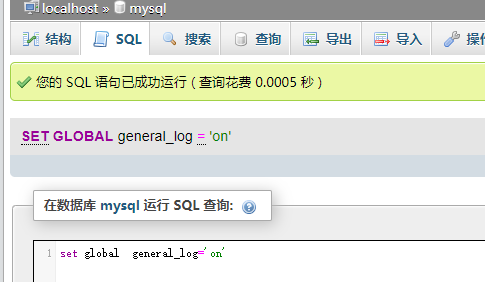 localhost » mysql
结构 SQL 搜索 查询 导出 导入 操作
您的 SQL 语句已成功运行 ( 查询花费 0.0005 秒 )
SET GLOBAL general_log = 'on'
在数据库 mysql 运行 SQL 查询:
1 set global  general_log='on'